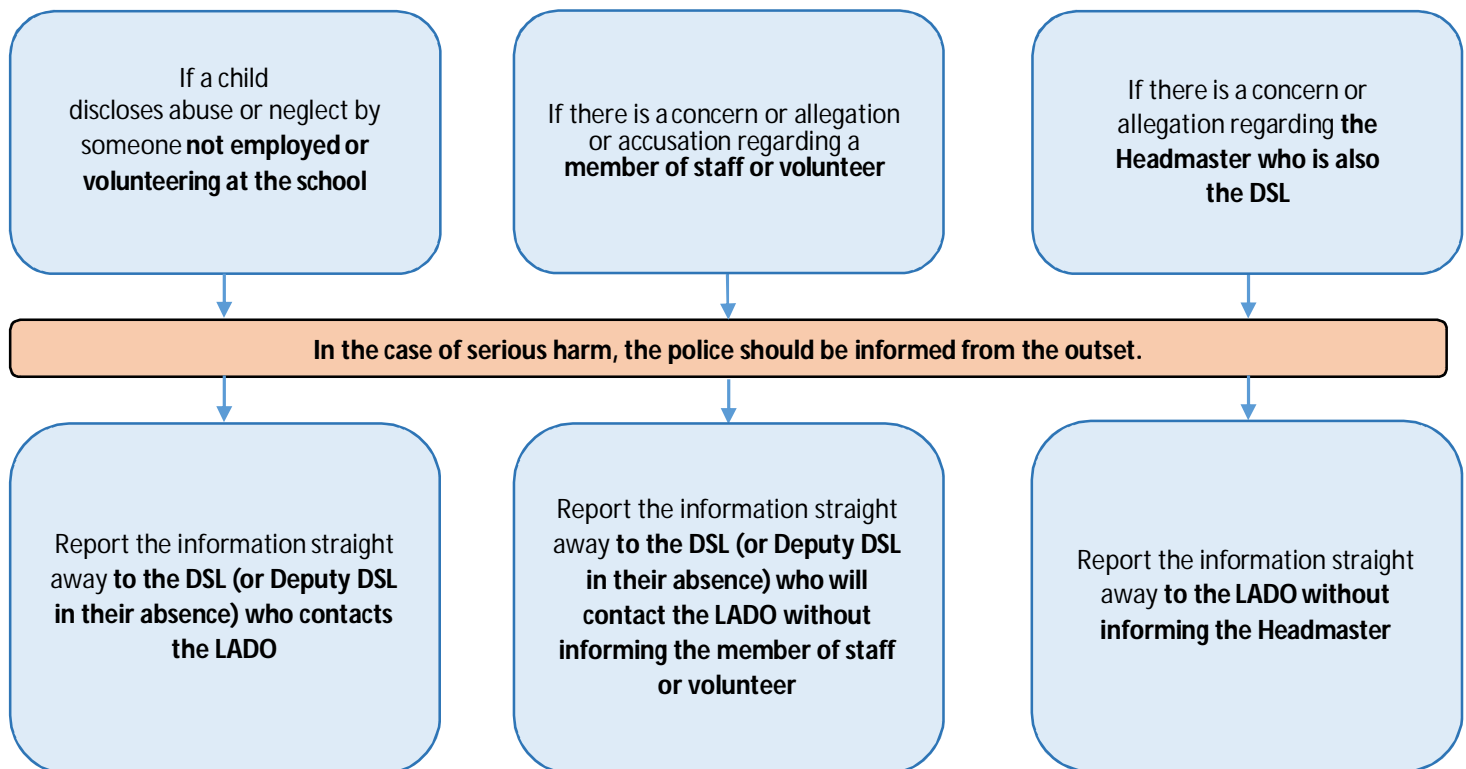 If a child
discloses abuse or neglect by
someone not employed or
volunteering at the school
If there is a concern or allegation
or accusation regarding a
member of staff or volunteer
If there is a concern or
allegation regarding the
Headmaster who is also
the DSL
In the case of serious harm, the police should be informed from the outset.
Report the information straight
away to the DSL (or Deputy DSL
in their absence) who contacts
the LADO
Report the information straight
away to the DSL (or Deputy DSL
in their absence) who will
contact the LADO without
informing the member of staff
or volunteer
Report the information straight
away to the LADO without
informing the Headmaster